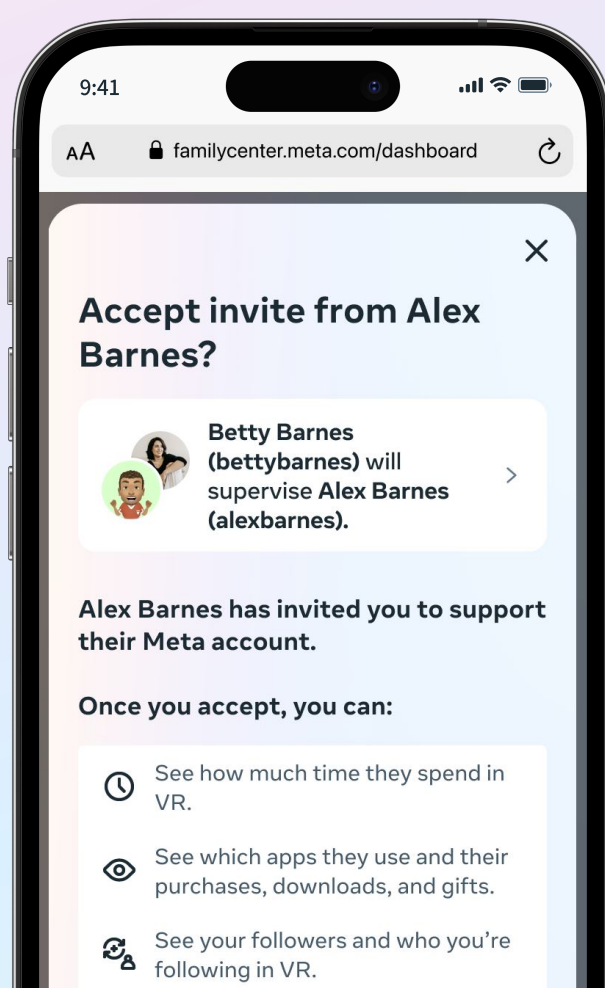 9:41
AA familycenter.meta.com/dashboard
Accept invite from Alex
Barnes?
Betty Barnes
(bettybarnes) will
supervise Alex Barnes
(alexbarnes).
Alex Barnes has invited you to support
their Meta account.
Once you accept, you can:
See how much time they spend in
VR.
See which apps they use and their
purchases, downloads, and gifts.
See your followers and who you’re
following in VR.